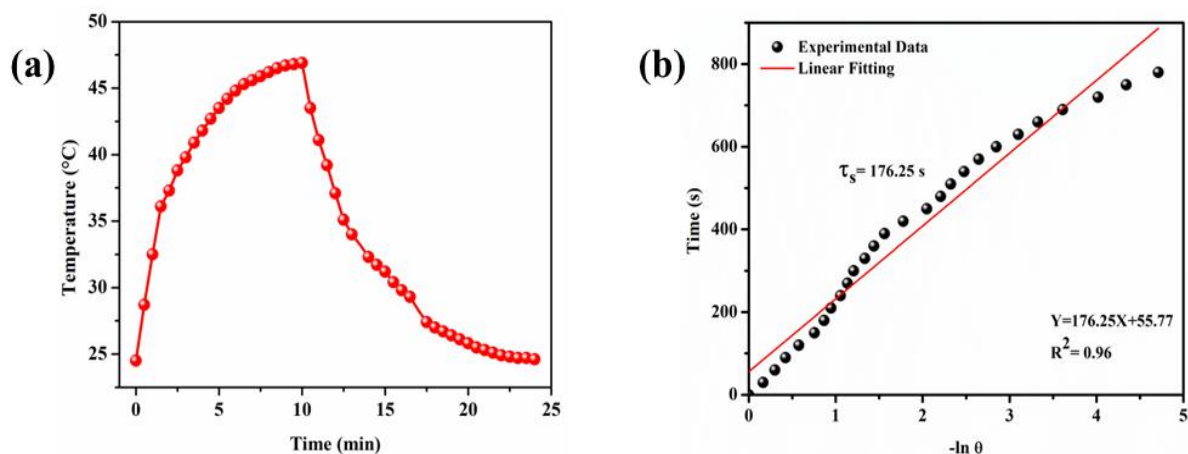 (a)
50
45
40
35
30
25
Temperature (°C)
0 5 10 15 20 25
Time (min)
(b)
Experimental Data
Linear Fitting
800
600
400
200
0
Time (s)
τs= 176.25 s
Y=176.25X+55.77
R²= 0.96
0 1 2 3 4 5
-ln θ